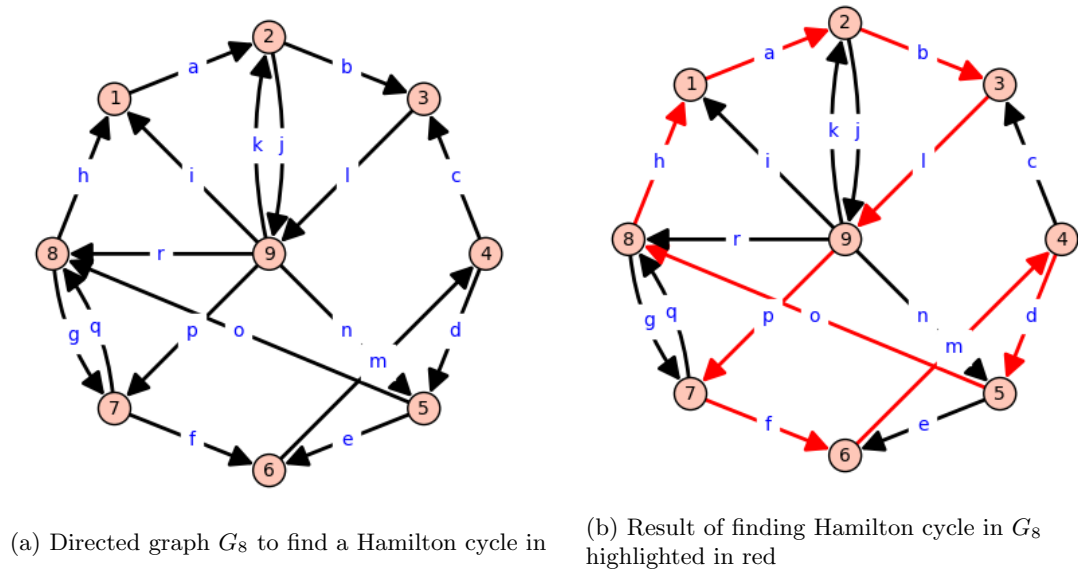 2
a
b
1
3
k
j
h
i
l
c
8
r
9
4
g
q
p
o
n
m
d
7
5
f
e
6
2
a
b
1
3
k
j
h
i
l
c
8
r
9
4
g
q
p
o
n
m
d
7
5
f
e
6
(a) Directed graph G₈ to find a Hamilton cycle in
(b) Result of finding Hamilton cycle in G₈
highlighted in red